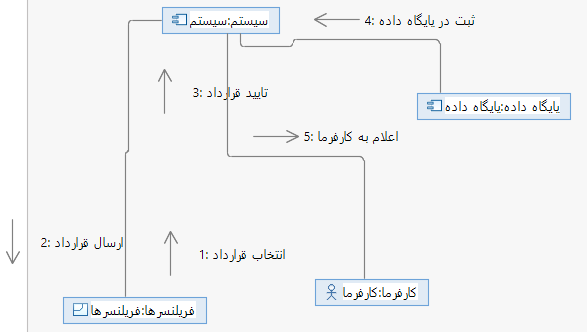 سیستم:سیستم
4: ثبت در پایگاه داده
3: تایید قرارداد
پایگاه داده:پایگاه داده
5: اعلام به کارفرما
2: ارسال قرارداد
1: انتخاب قرارداد
کارفرما:کارفرما
فریلنسرها:فریلنسرها